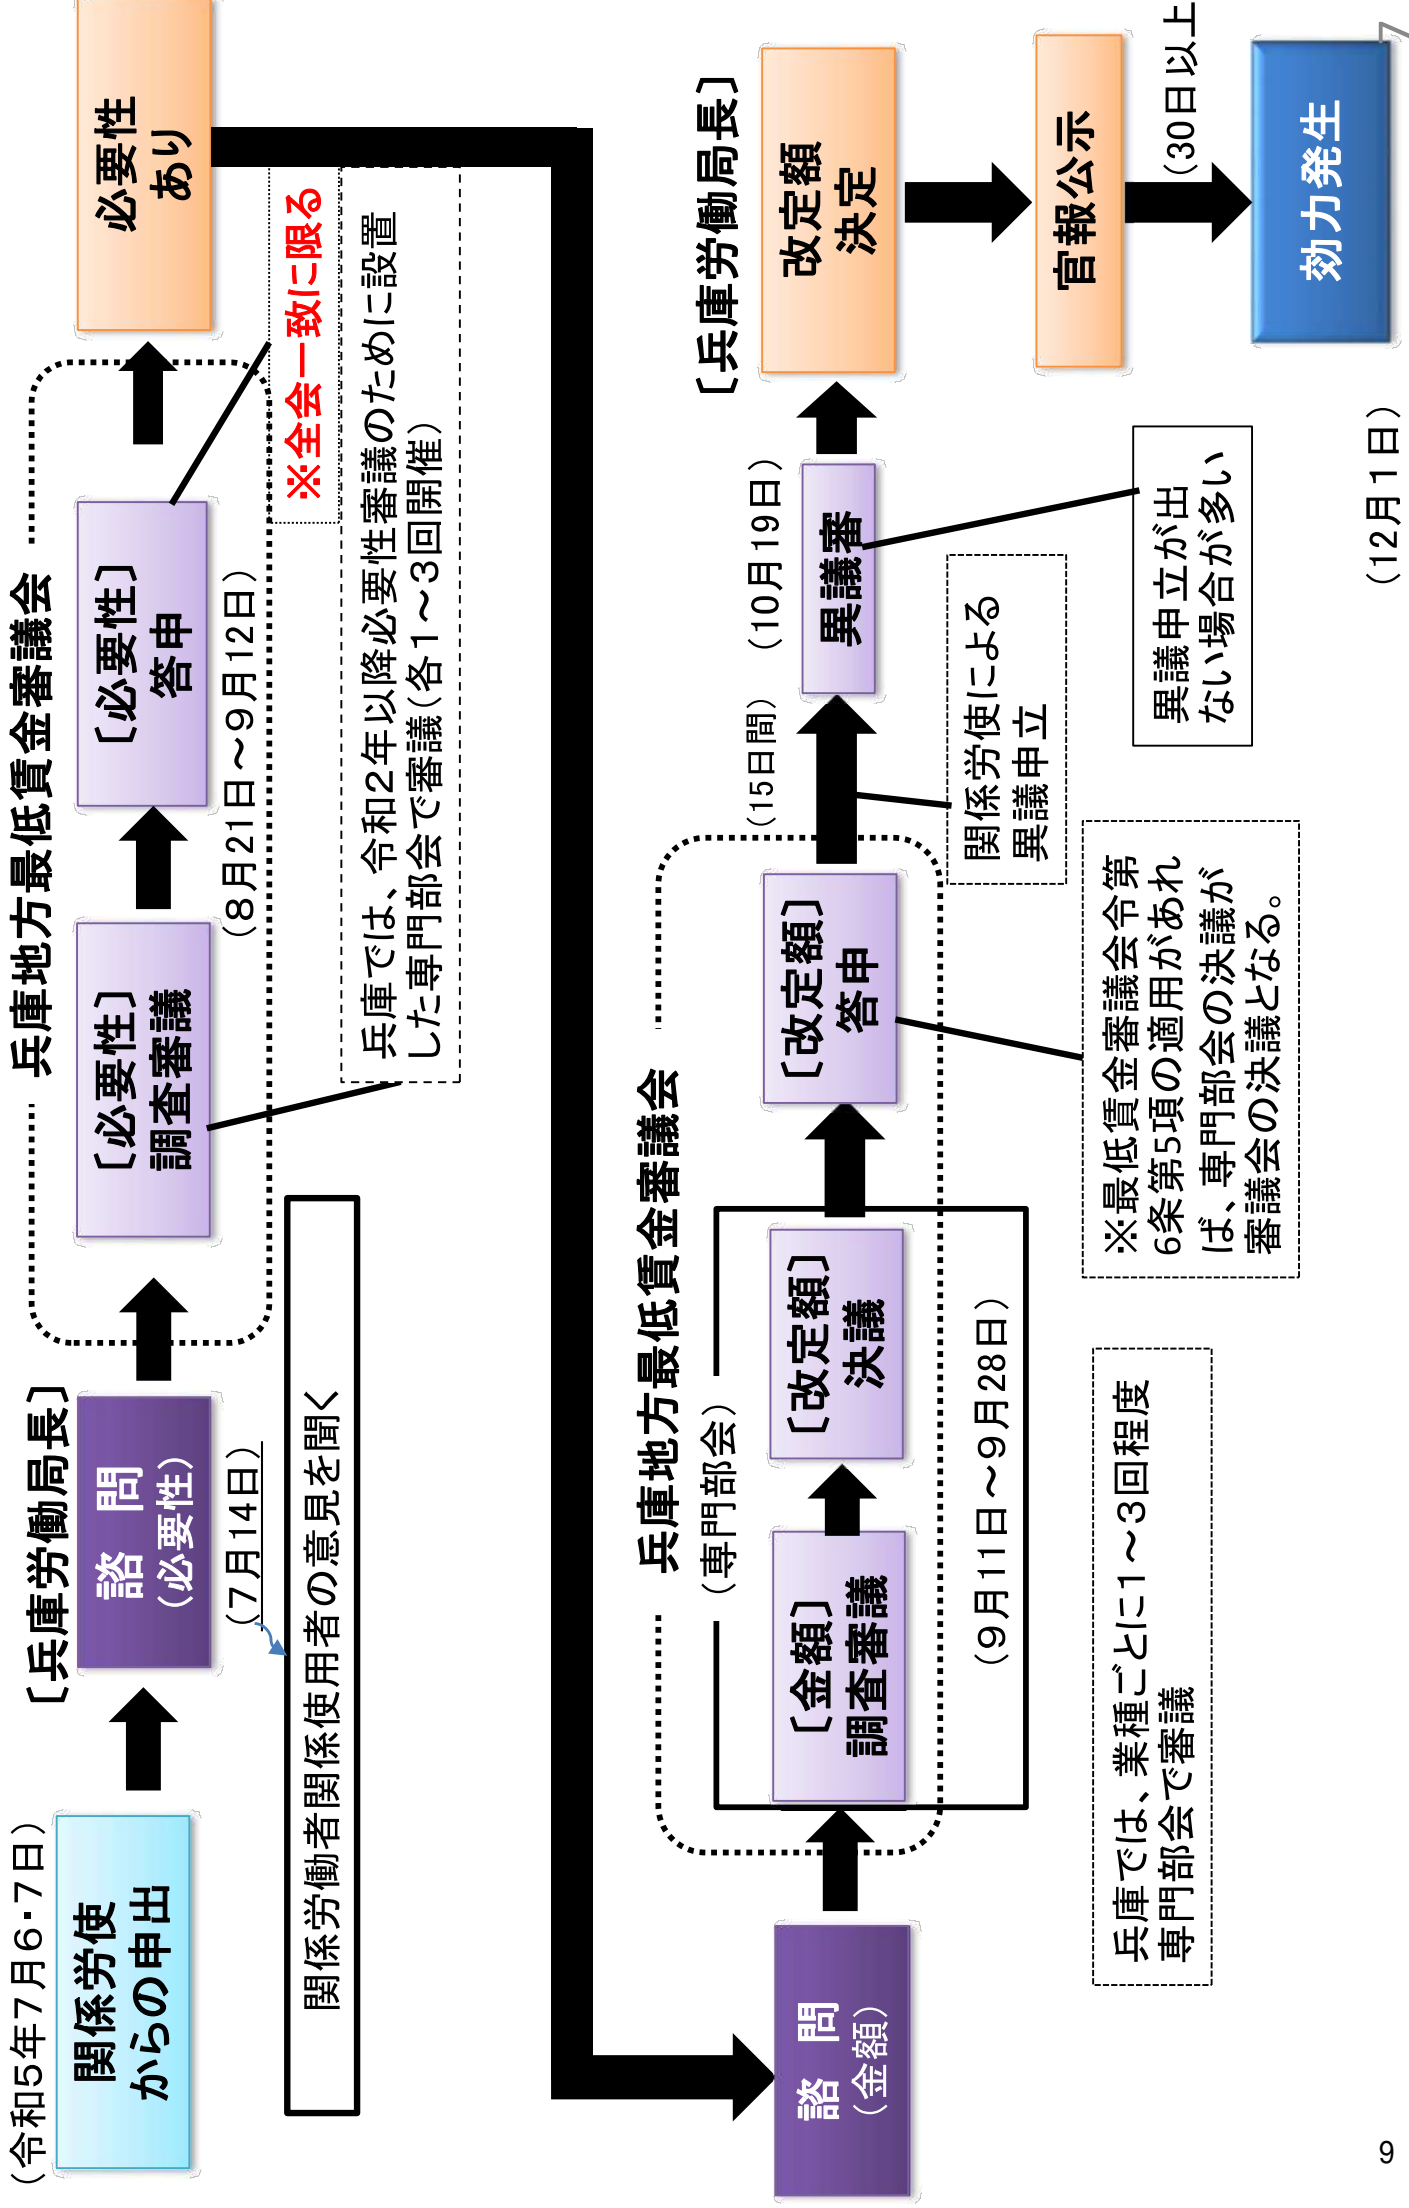 （令和５年７月６・７日）
関係労使
からの申出
〔兵庫労働局長〕
諮　問
（必要性）
（７月14日）
関係労働者関係使用者の意見を聞く
兵庫地方最低賃金審議会
〔必要性〕
調査審議
〔必要性〕
答申
（８月21日～９月12日）
必要性
あり
※全会一致に限る
兵庫では、令和２年以降必要性審議のために設置
した専門部会で審議（各１～３回開催）
諮　問
（金額）
兵庫地方最低賃金審議会
（専門部会）
〔金額〕
調査審議
〔改定額〕
決議
（９月11日～９月28日）
〔改定額〕
答申
（15日間）
異議審
（10月19日）
〔兵庫労働局長〕
改定額
決定
官報公示
（30日以上
効力発生
（12月１日）
関係労使による
異議申立
異議申立が出
ない場合が多い
※最低賃金審議会令第
6条第5項の適用があれ
ば、専門部会の決議が
審議会の決議となる。
兵庫では、業種ごとに１～３回程度
専門部会で審議
7
9